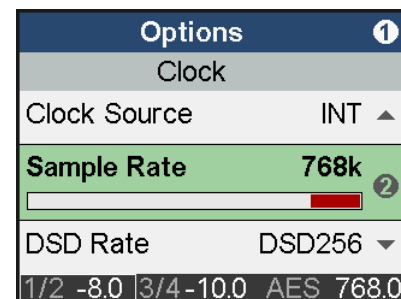 Options 1
Clock
Clock Source INT
Sample Rate 768k
2
DSD Rate DSD256
1/2 -8.0 3/4 -10.0 AES 768.0